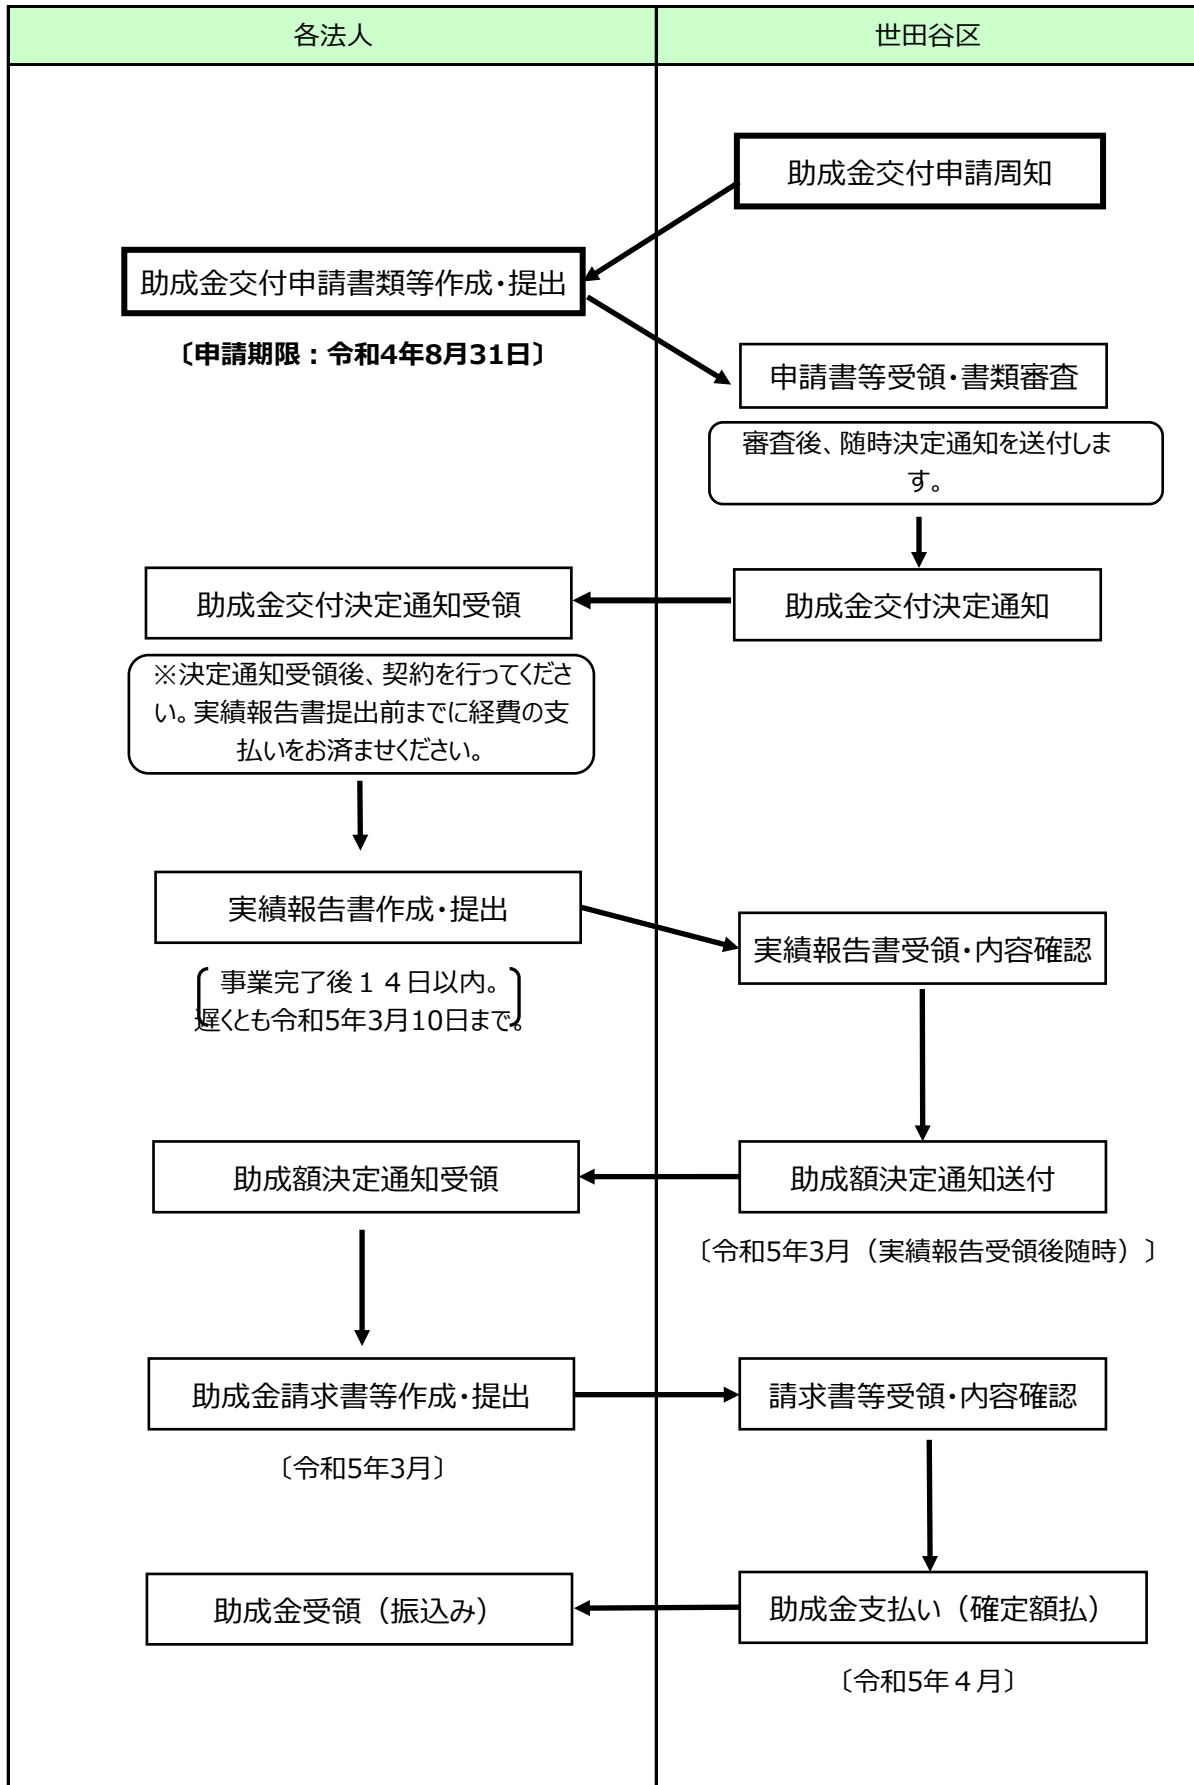 各法人
世田谷区
助成金交付申請周知
助成金交付申請書類等作成・提出
〔申請期限：令和4年8月31日〕
申請書等受領・書類審査
審査後、随時決定通知を送付しま
す。
助成金交付決定通知受領
助成金交付決定通知
※決定通知受領後、契約を行ってくださ
い。実績報告書提出前までに経費の支
払いをお済ませください。
実績報告書作成・提出
実績報告書受領・内容確認
事業完了後１４日以内。
遅くとも令和5年3月10日まで。
助成額決定通知受領
助成額決定通知送付
〔令和5年3月（実績報告受領後随時）〕
助成金請求書等作成・提出
請求書等受領・内容確認
〔令和5年3月〕
助成金受領（振込み）
助成金支払い（確定額払）
〔令和5年４月〕